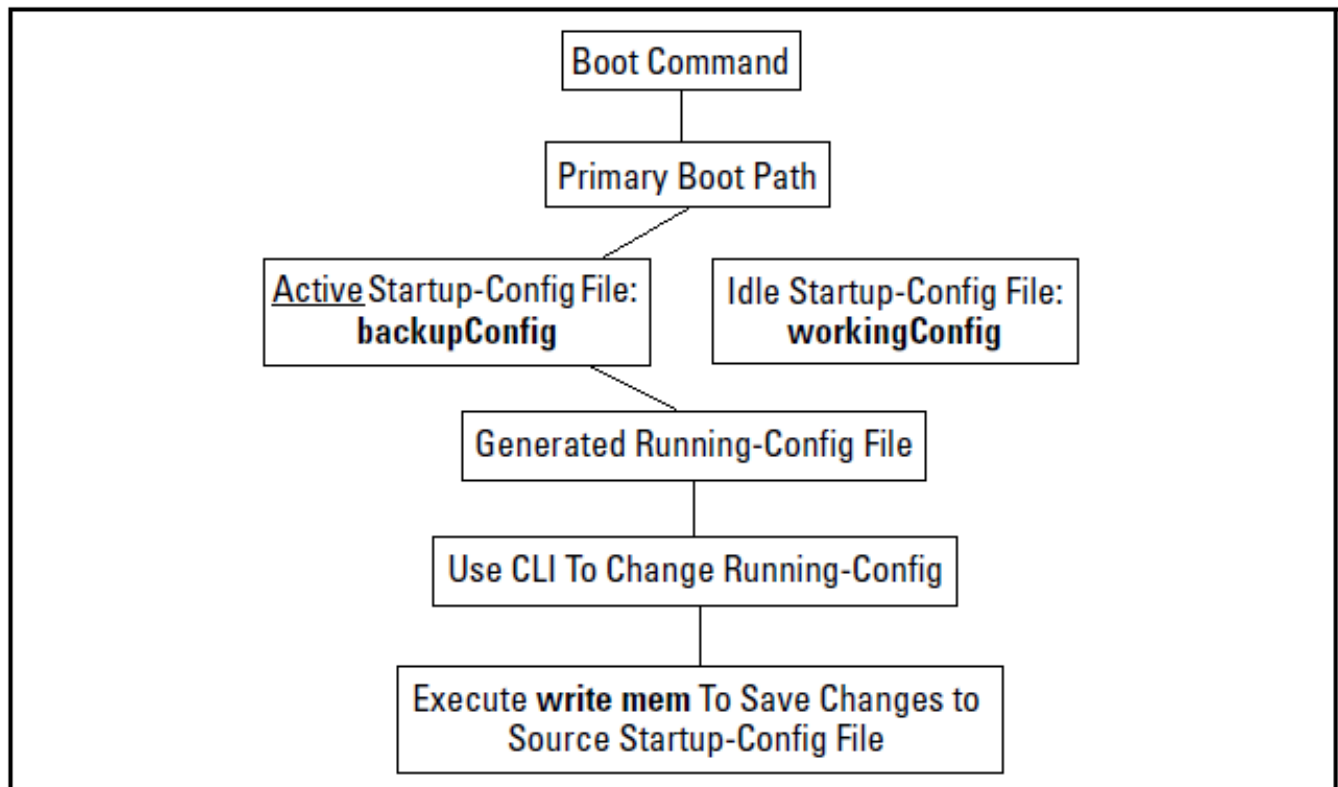 Boot Command
Primary Boot Path
Active Startup-Config File:
backupConfig
Idle Startup-Config File:
workingConfig
Generated Running-Config File
Use CLI To Change Running-Config
Execute write mem To Save Changes to
Source Startup-Config File